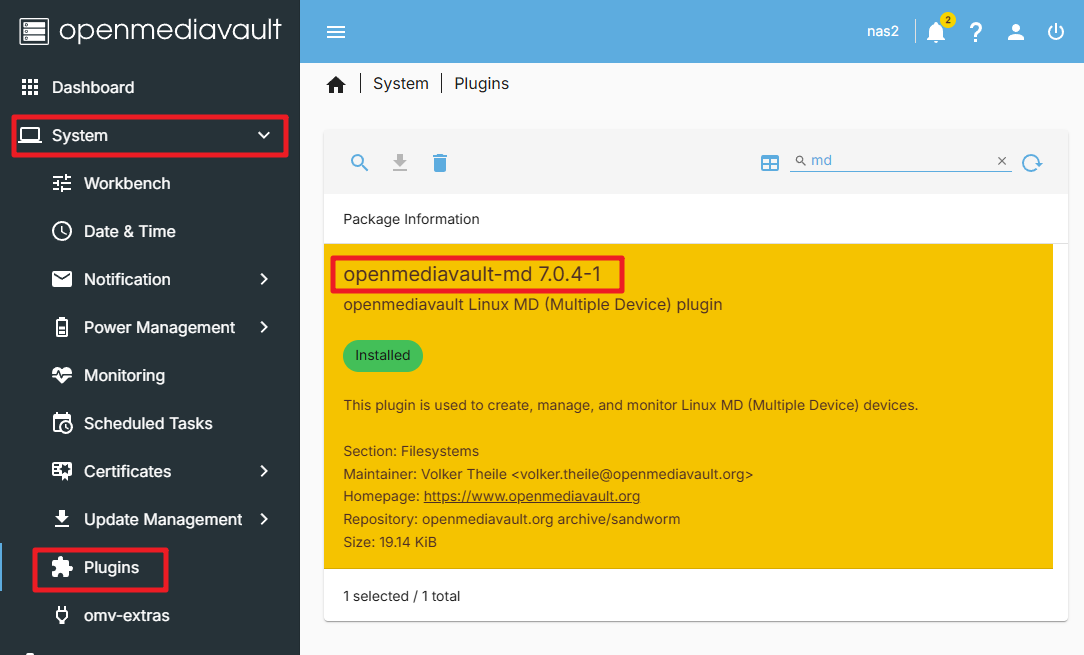 openmediavault
nas2
2
Dashboard
System
Workbench
Date & Time
Notification
Power Management
Monitoring
Scheduled Tasks
Certificates
Update Management
Plugins
omv-extras
System
Plugins
md
Package Information
openmediavault-md 7.0.4-1
openmediavault Linux MD (Multiple Device) plugin
Installed
This plugin is used to create, manage, and monitor Linux MD (Multiple Device) devices.
Section: Filesystems
Maintainer: Volker Theile <volker.theile@openmediavault.org>
Homepage: https://www.openmediavault.org
Repository: openmediavault.org archive/sandworm
Size: 19.14 KiB
1 selected / 1 total